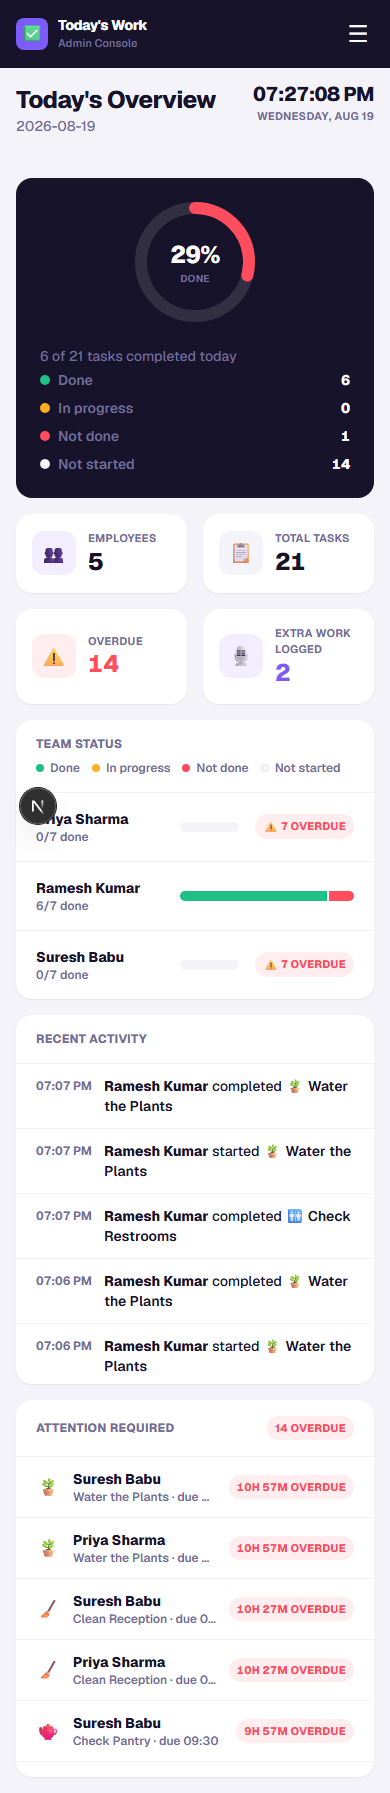 Today's Work
Admin Console
Today's Overview
2026-08-19
07:27:08 PM
WEDNESDAY, AUG 19
29%
DONE
6 of 21 tasks completed today
Done 6
In progress 0
Not done 1
Not started 14
EMPLOYEES
5
TOTAL TASKS
21
OVERDUE
14
EXTRA WORK
LOGGED
2
TEAM STATUS
Done In progress Not done Not started
N
iya Sharma
0/7 done
7 OVERDUE
Ramesh Kumar
6/7 done
Suresh Babu
0/7 done
7 OVERDUE
RECENT ACTIVITY
07:07 PM Ramesh Kumar completed Water
the Plants
07:07 PM Ramesh Kumar started Water the
Plants
07:07 PM Ramesh Kumar completed Check
Restrooms
07:06 PM Ramesh Kumar completed Water
the Plants
07:06 PM Ramesh Kumar started Water the
Plants
ATTENTION REQUIRED 14 OVERDUE
Suresh Babu
Water the Plants · due ...
10H 57M OVERDUE
Priya Sharma
Water the Plants · due ...
10H 57M OVERDUE
Suresh Babu
Clean Reception · due 0...
10H 27M OVERDUE
Priya Sharma
Clean Reception · due 0...
10H 27M OVERDUE
Suresh Babu
Check Pantry · due 09:30
9H 57M OVERDUE